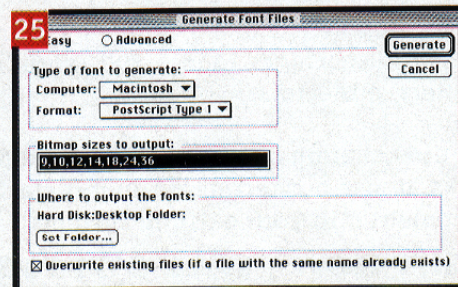 Generate Font Files
25
Easy Advanced
Generate
Cancel
Type of font to generate:
Computer: Macintosh
Format: PostScript Type 1
Bitmap sizes to output:
9,10,12,14,18,24,36
Where to output the fonts:
Hard Disk:Desktop Folder:
Set Folder...
Overwrite existing files (if a file with the same name already exists)